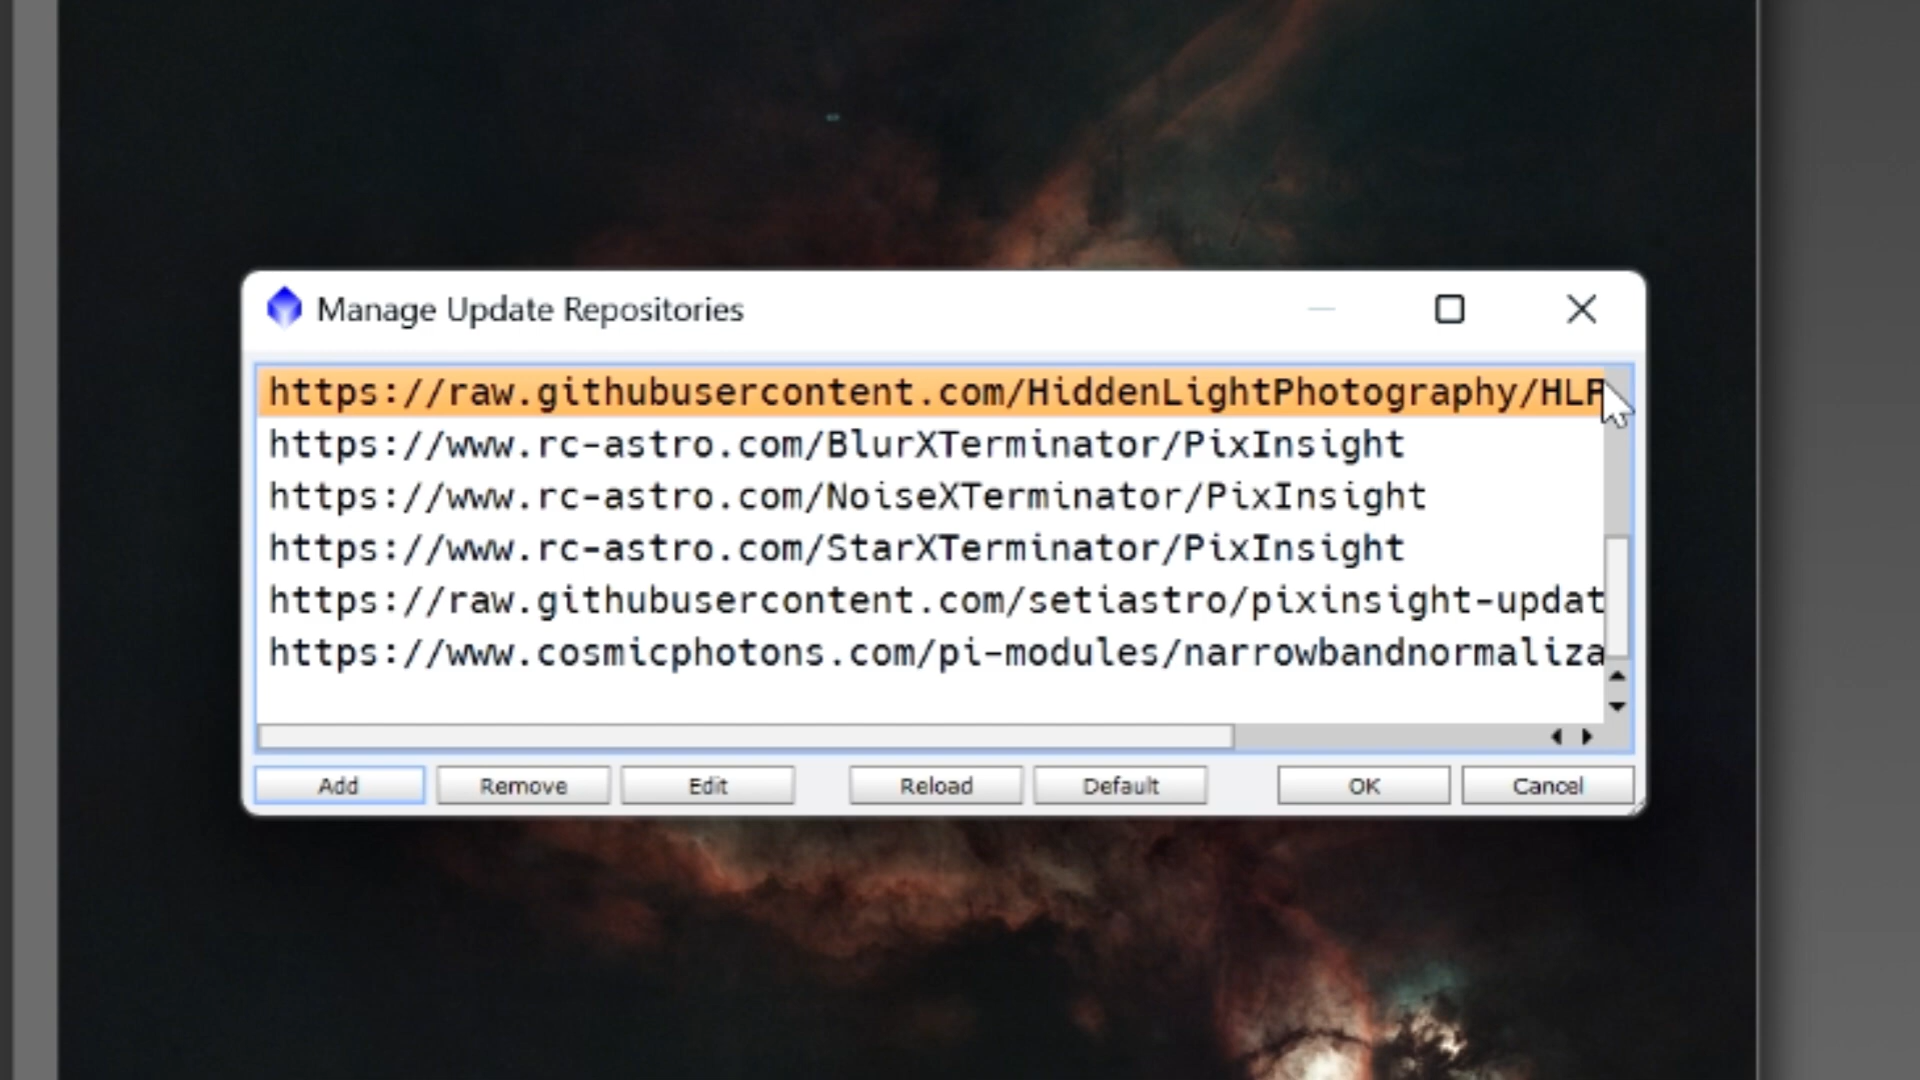 Manage Update Repositories
https://raw.githubusercontent.com/HiddenLightPhotography/HLP
https://www.rc-astro.com/BlurXTerminator/PixInsight
https://www.rc-astro.com/NoiseXTerminator/PixInsight
https://www.rc-astro.com/StarXTerminator/PixInsight
https://raw.githubusercontent.com/setiastro/pixinsight-updat
https://www.cosmicphotons.com/pi-modules/narrowbandnormaliza
Add Remove Edit Reload Default OK Cancel